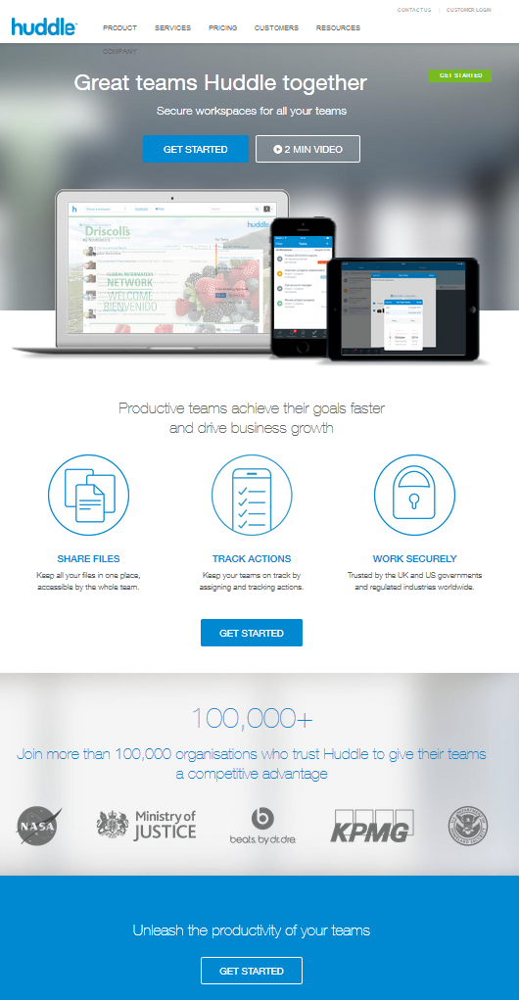 CONTACT US | CUSTOMER LOGIN
huddle
PRODUCT SERVICES PRICING CUSTOMERS RESOURCES
COMPANY
Great teams Huddle together
GET STARTED
Secure workspaces for all your teams
GET STARTED
2 MIN VIDEO
huddle
Driscoll's
GLOBAL INFORMATION
NETWORK
WELCOME
BIENVENIDO
Productive teams achieve their goals faster
and drive business growth
SHARE FILES
Keep all your files in one place,
accessible by the whole team.
TRACK ACTIONS
Keep your teams on track by
assigning and tracking actions.
WORK SECURELY
Trusted by the UK and US governments
and regulated industries worldwide.
GET STARTED
100,000+
Join more than 100,000 organisations who trust Huddle to give their teams
a competitive advantage
NASA
Ministry of
JUSTICE
beats by dr. dre
KPMG
Unleash the productivity of your teams
GET STARTED